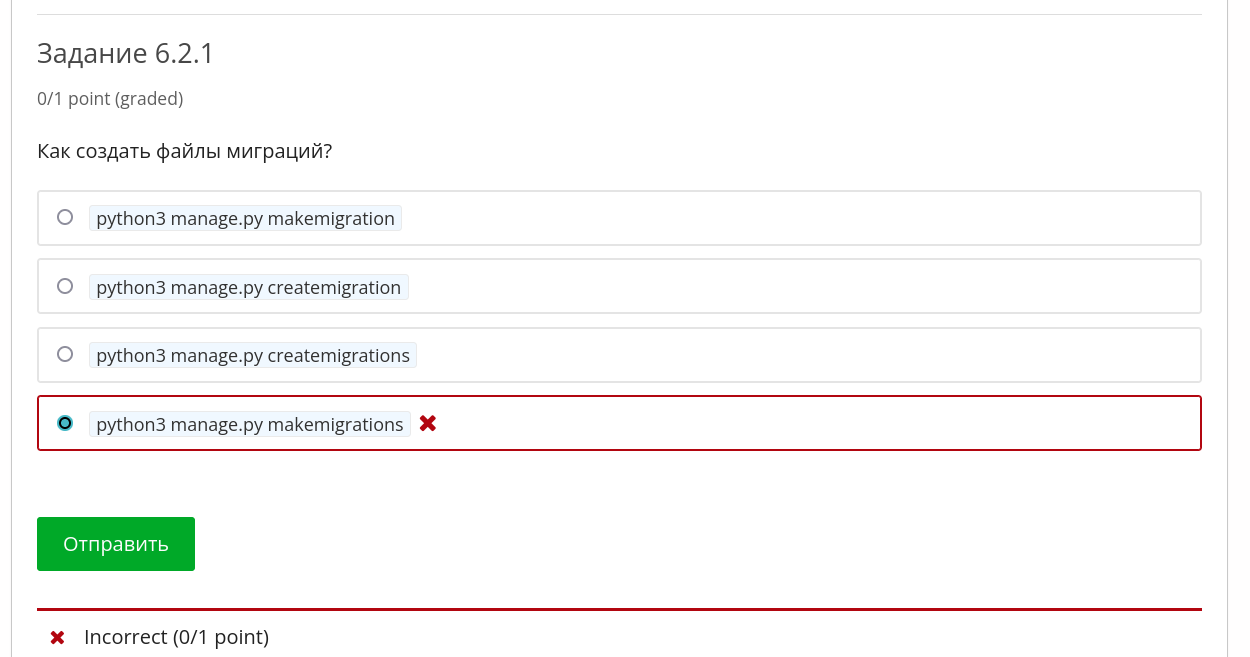 Задание 6.2.1
0/1 point (graded)
Как создать файлы миграций?
python3 manage.py makemigration
python3 manage.py createmigration
python3 manage.py createmigrations
python3 manage.py makemigrations
Отправить
Incorrect (0/1 point)